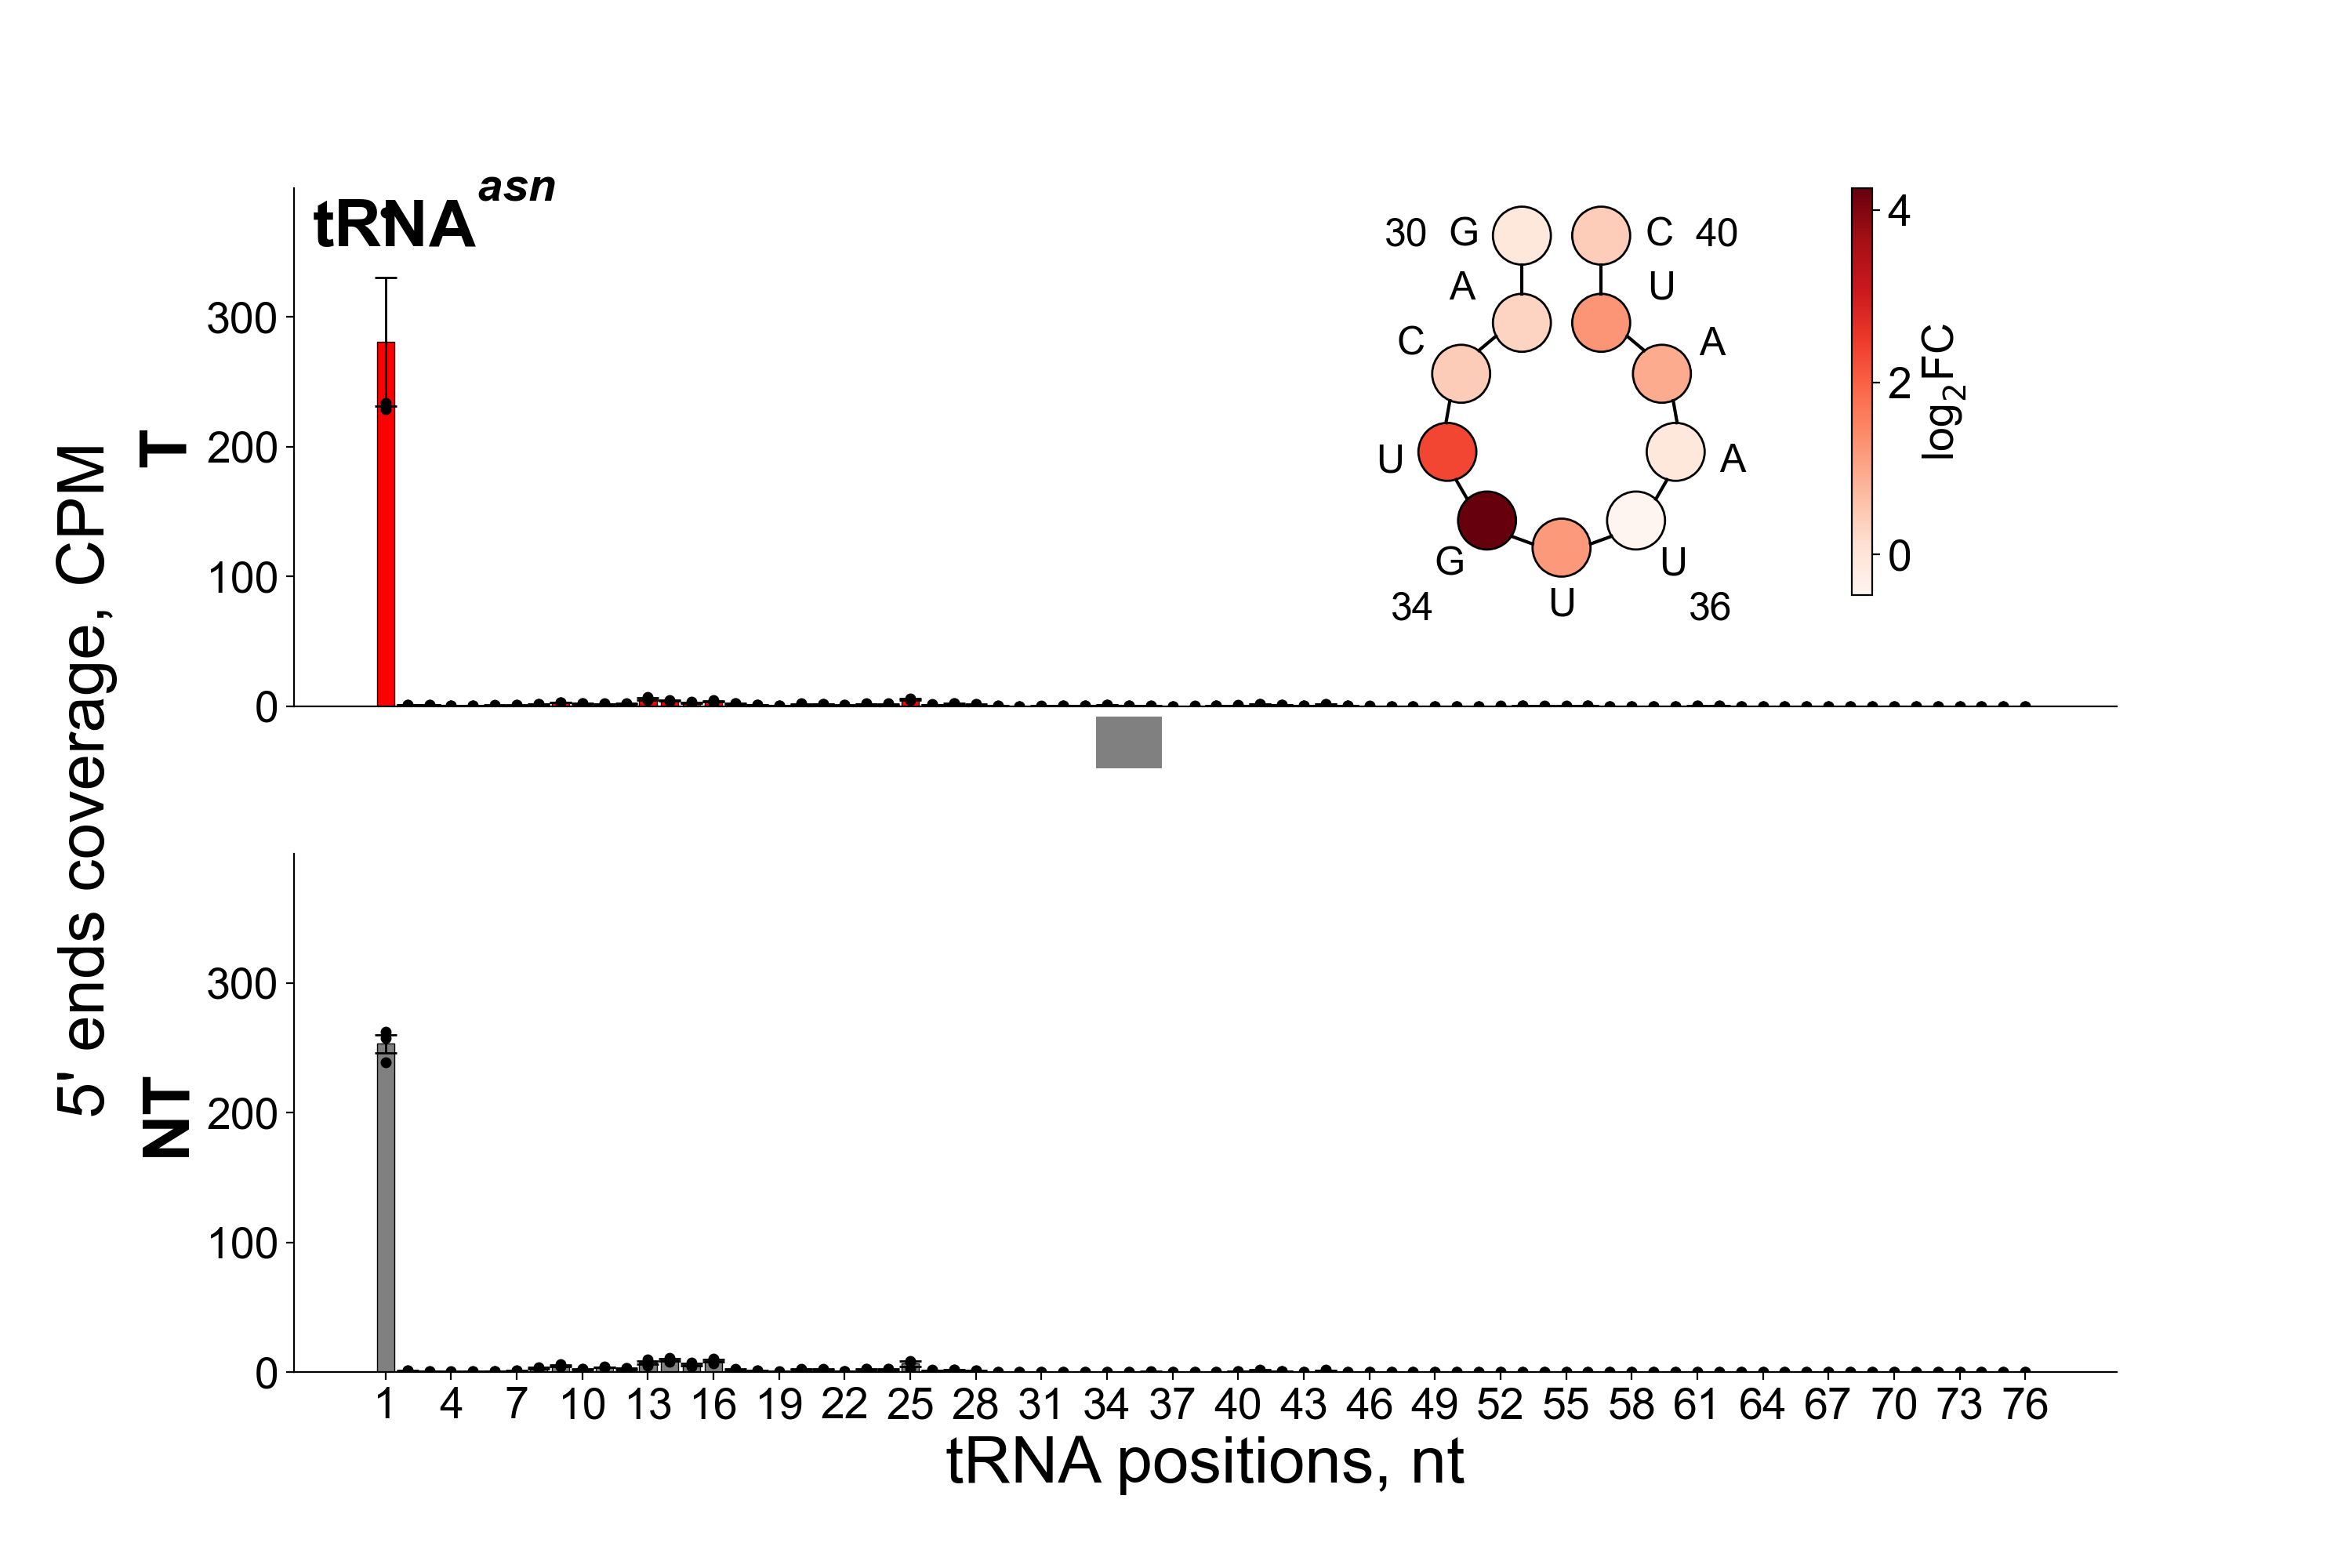 tRNA^asn
5' ends coverage, CPM
T
300
200
100
0
30 G C 40
A U
C A
U A
G U
34 U 36
4
2
0
log₂FC
NT
300
200
100
0
1 4 7 10 13 16 19 22 25 28 31 34 37 40 43 46 49 52 55 58 61 64 67 70 73 76
tRNA positions, nt